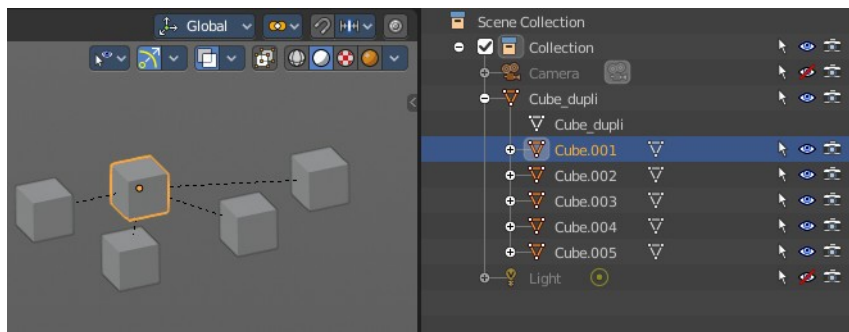 Global
Scene Collection
Collection
Camera
Cube_dupli
Cube_dupli
Cube.001
Cube.002
Cube.003
Cube.004
Cube.005
Light